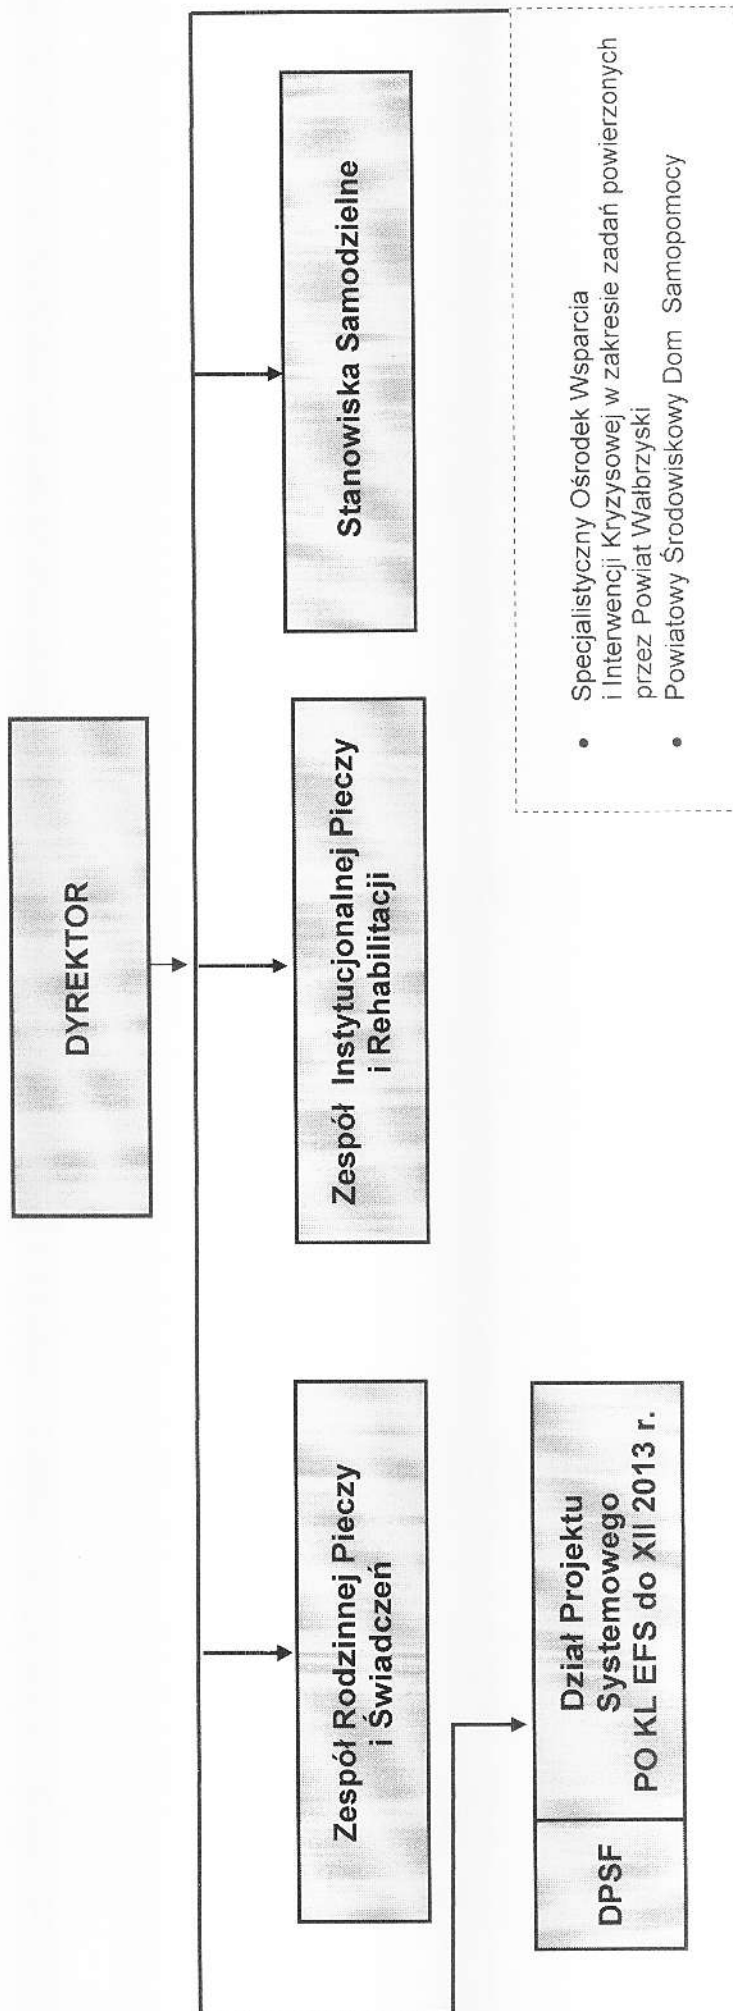 DYREKTOR
Zespół Rodzinnej Pieczy
i Świadczeń
Zespół Instytucjonalnej Pieczy
i Rehabilitacji
Stanowiska Samodzielne
DPSF
Dział Projektu
Systemowego
PO KL EFS do XII 2013 r.
• Specjalistyczny Ośrodek Wsparcia
i Interwencji Kryzysowej w zakresie zadań powierzonych
przez Powiat Wałbrzyski
• Powiatowy Środowiskowy Dom Samopomocy